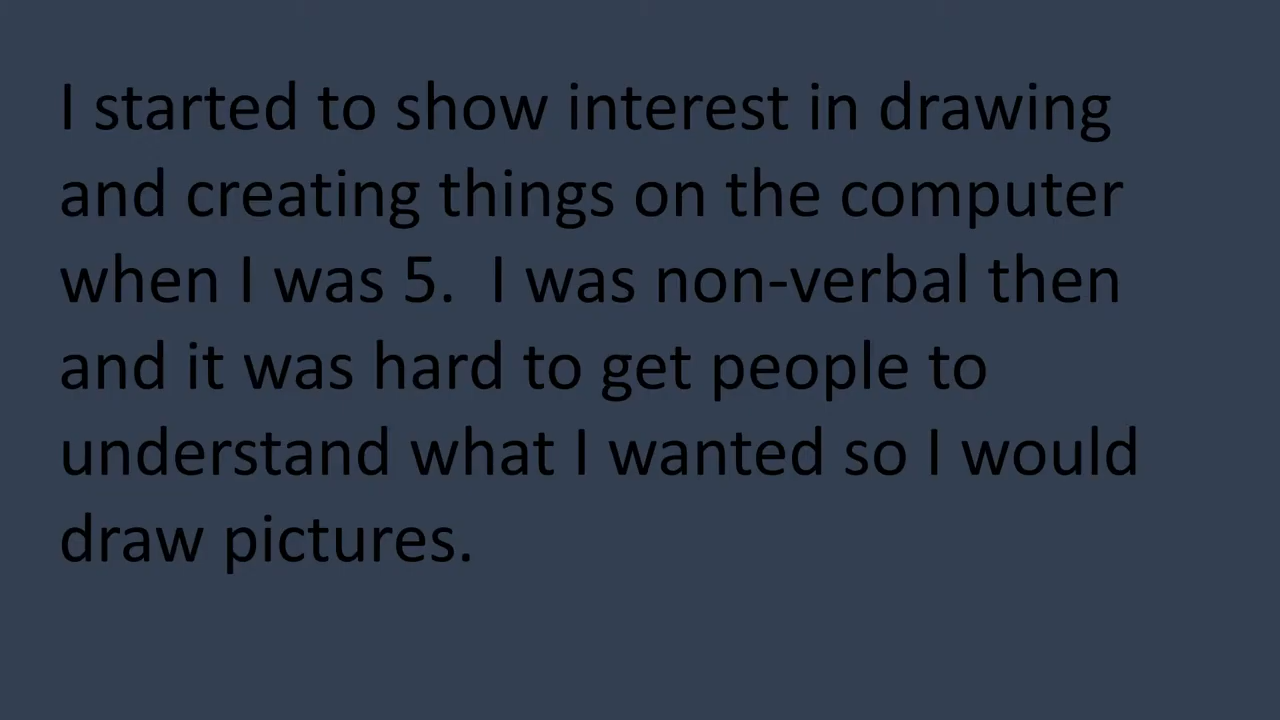 I started to show interest in drawing
and creating things on the computer
when I was 5.  I was non-verbal then
and it was hard to get people to
understand what I wanted so I would
draw pictures.